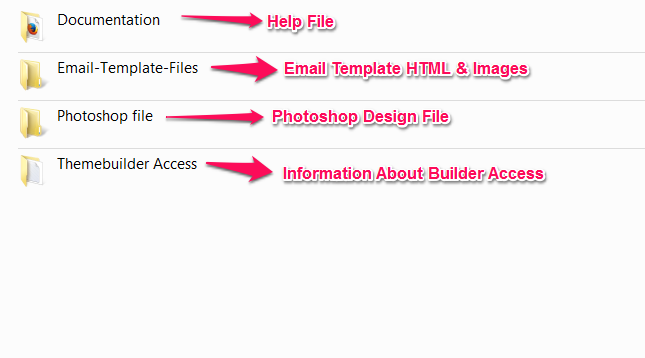 Documentation Help File
Email-Template-Files Email Template HTML & Images
Photoshop file Photoshop Design File
Themebuilder Access Information About Builder Access